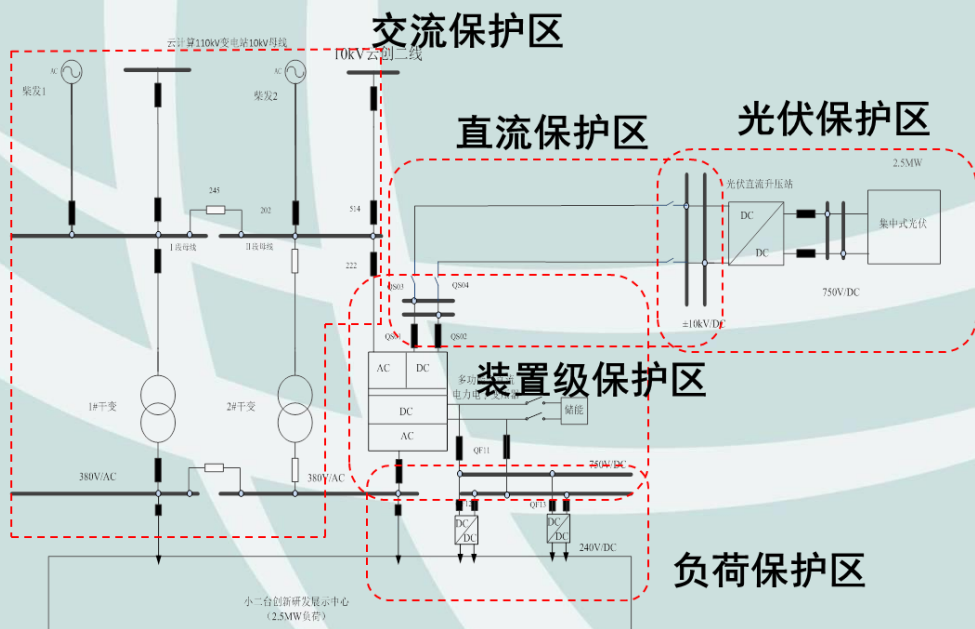 交流保护区
云计算110kV变电站10kV母线
10kV云创二线
AC
柴发1
AC
柴发2
直流保护区
光伏保护区
2.5MW
光伏直流升压站
245
202
514
DC
DC
集中式光伏
I 段母线
II段母线
222
750V/DC
QS03
QS04
±10kV/DC
QS01
QS02
AC
DC
DC
AC
装置级保护区
储能
1#干变
2#干变
QF11
750V/DC
380V/AC
380V/AC
QF13
DC
DC
DC
DC
240V/DC
负荷保护区
小二台创新研发展示中心
（2.5MW负荷）